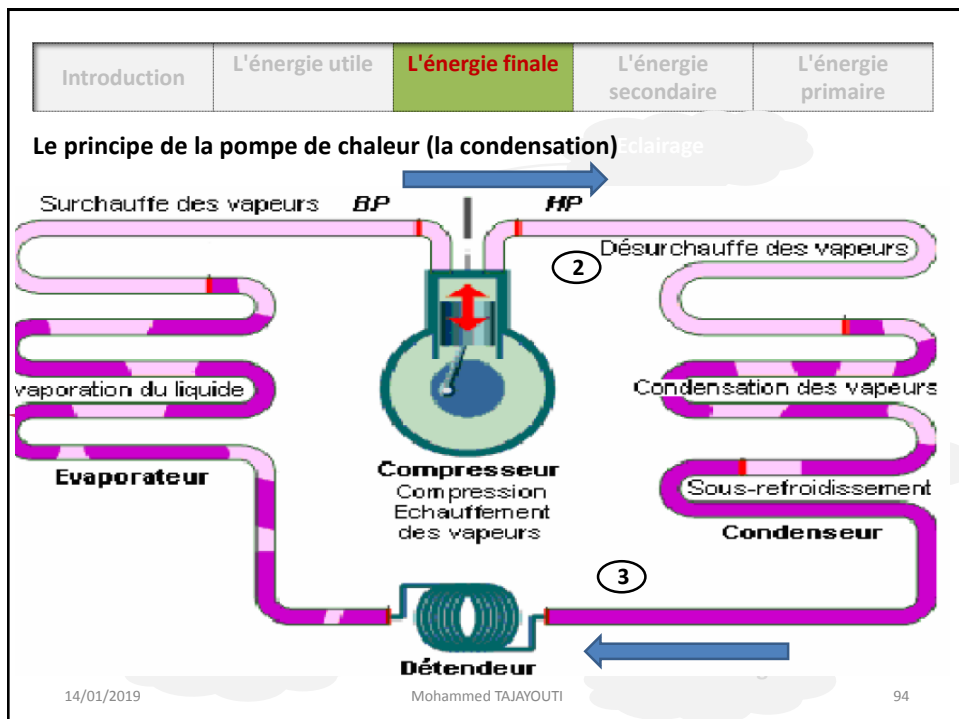 Introduction
L'énergie utile
L'énergie finale
L'énergie
secondaire
L'énergie
primaire
Le principe de la pompe de chaleur (la condensation)
Eclairage
Surchauffe des vapeurs
BP
HP
2
Désurchauffe des vapeurs
vaporation du liquide
Condensation des vapeurs
Evaporateur
Compresseur
Compression
Echauffement
des vapeurs
Sous-refroidissement
Condenseur
3
Détendeur
14/01/2019
Mohammed TAJAYOUTI
94